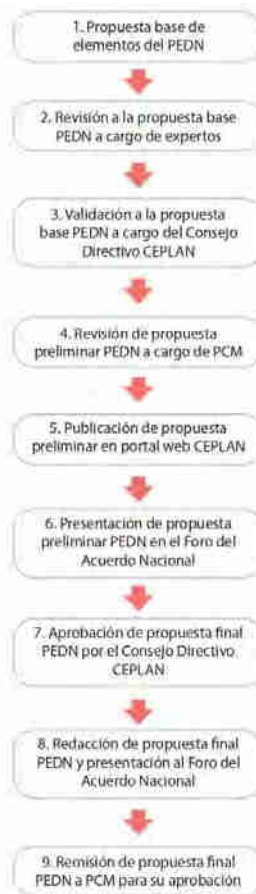 1. Propuesta base de
elementos del PEDN
2. Revisión a la propuesta base
PEDN a cargo de expertos
3. Validación a la propuesta
base PEDN a cargo del Consejo
Directivo CEPLAN
4. Revisión de propuesta
preliminar PEDN a cargo de PCM
5. Publicación de propuesta
preliminar en portal web CEPLAN
6. Presentación de propuesta
preliminar PEDN en el Foro del
Acuerdo Nacional
7. Aprobación de propuesta final
PEDN por el Consejo Directivo
CEPLAN
8. Redacción de propuesta final
PEDN y presentación al Foro del
Acuerdo Nacional
9. Remisión de propuesta final
PEDN a PCM para su aprobación